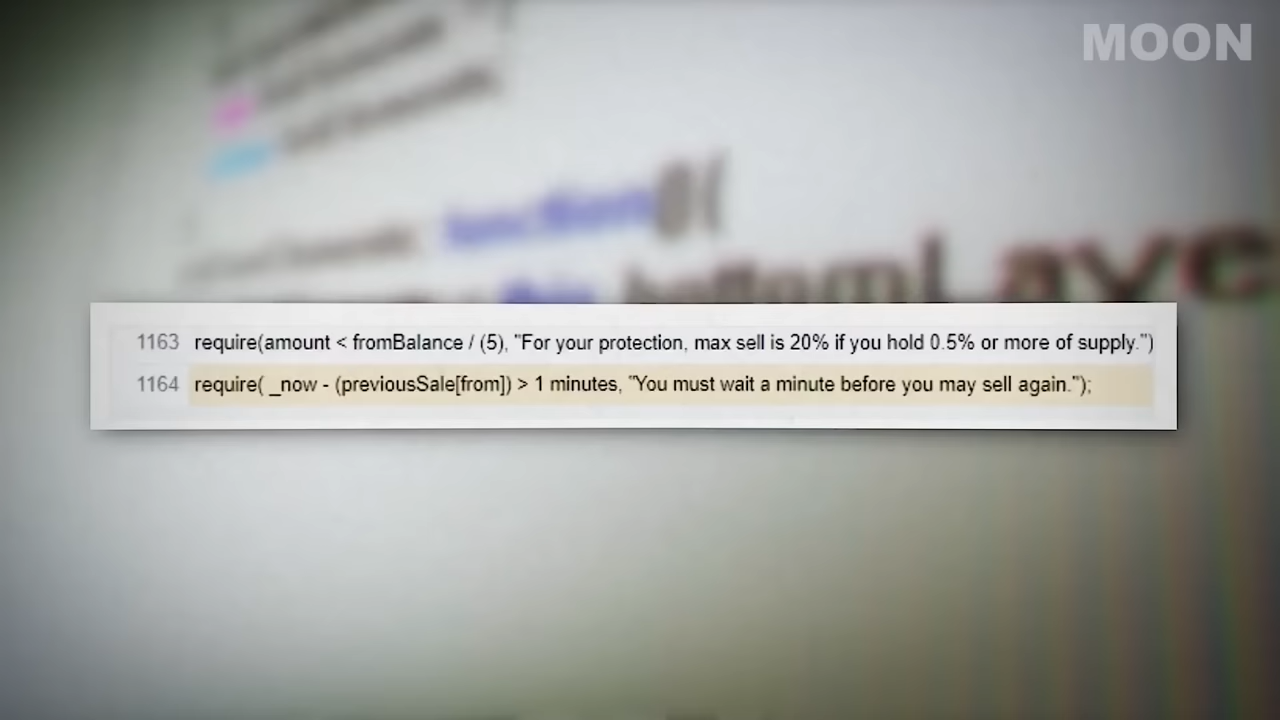 MOON
function() {
1163 require(amount < fromBalance / (5), "For your protection, max sell is 20% if you hold 0.5% or more of supply.")
1164 require( _now - (previousSale[from]) > 1 minutes, "You must wait a minute before you may sell again.");